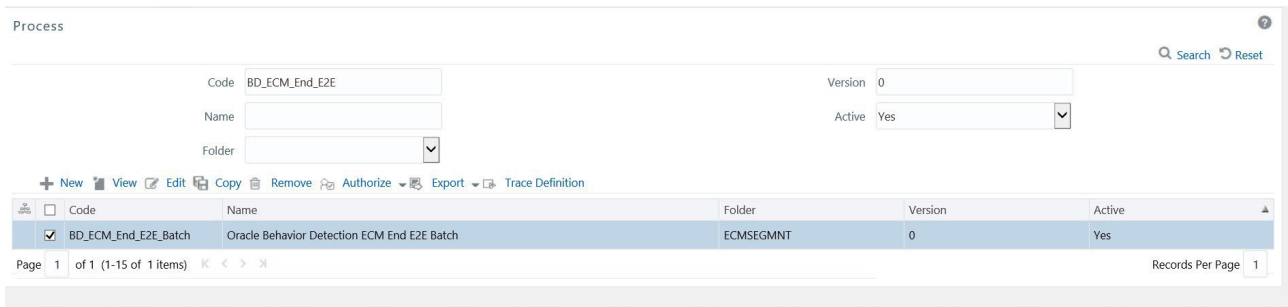 Process
Search Reset
Code BD_ECM_End_E2E Version 0
Name Active Yes
Folder
New View Edit Copy Remove Authorize Export Trace Definition
Code Name Folder Version Active
BD_ECM_End_E2E_Batch Oracle Behavior Detection ECM End E2E Batch ECMSEGMNT 0 Yes
Page 1 of 1 (1-15 of 1 items) Records Per Page 1